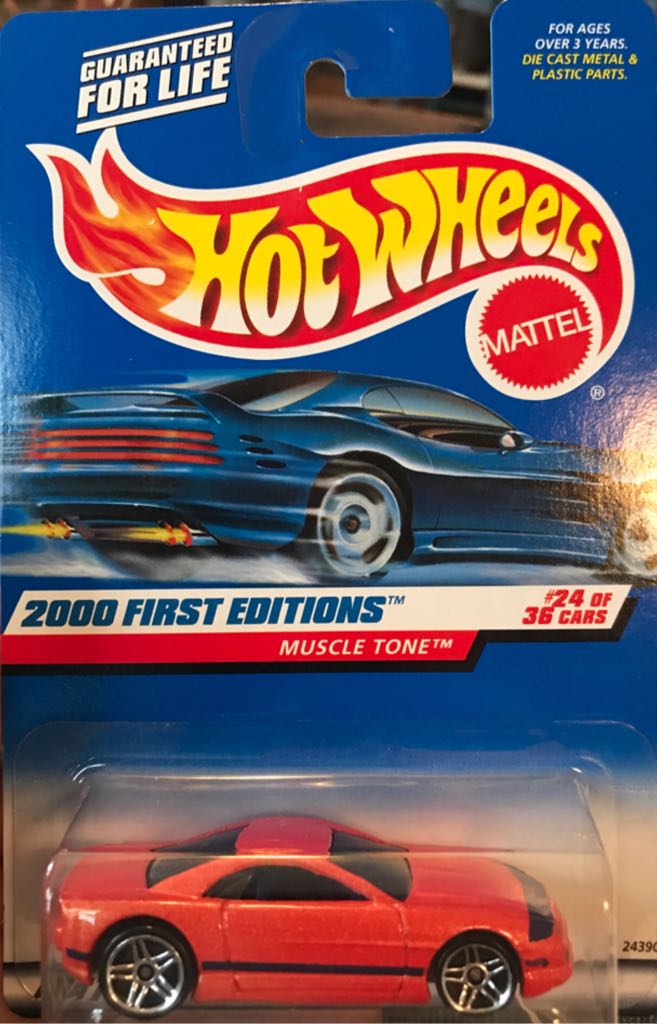 GUARANTEED
FOR LIFE
FOR AGES
OVER 3 YEARS.
DIE CAST METAL &
PLASTIC PARTS.
HOT WHEELS
MATTEL
®
2000 FIRST EDITIONS™
#24 OF
36 CARS
MUSCLE TONE™